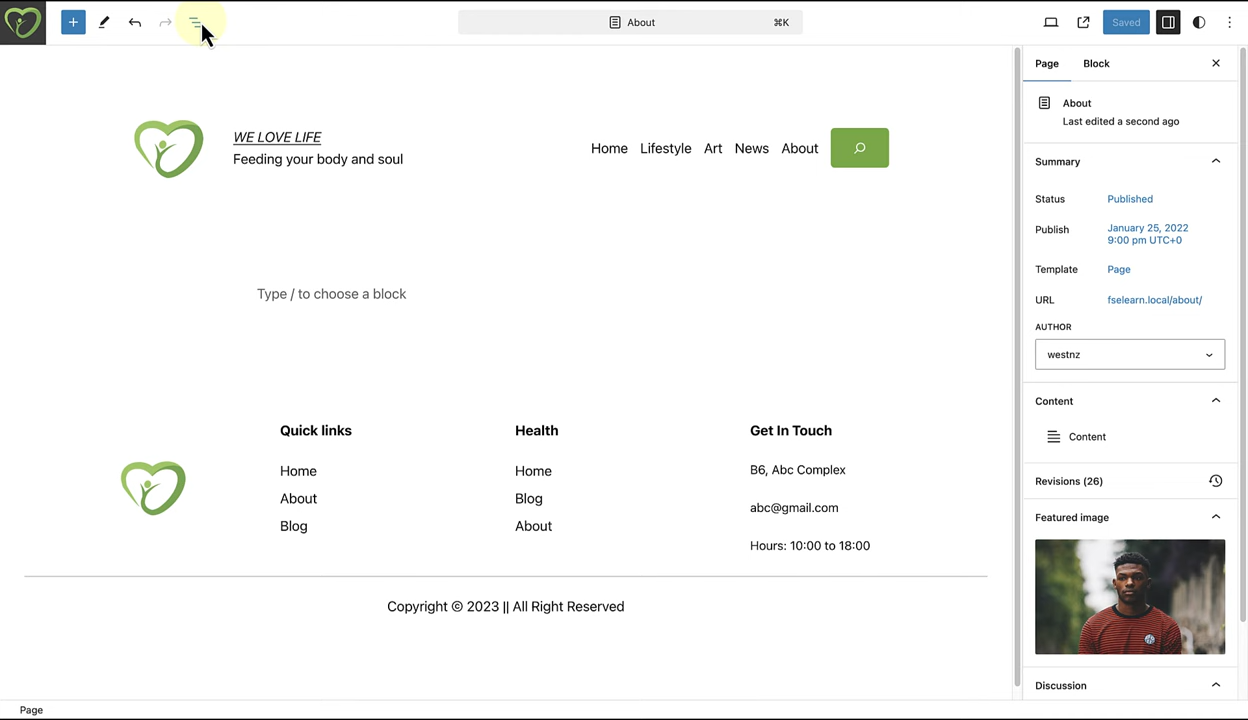 About
⌘K
Saved
WE LOVE LIFE
Feeding your body and soul
Home Lifestyle Art News About
Type / to choose a block
Quick links
Home
About
Blog
Health
Home
Blog
About
Get In Touch
B6, Abc Complex
abc@gmail.com
Hours: 10:00 to 18:00
Copyright © 2023 || All Right Reserved
Page Block
About
Last edited a second ago
Summary
Status Published
Publish January 25, 2022
9:00 pm UTC+0
Template Page
URL fselearn.local/about/
AUTHOR
westnz
Content
Content
Revisions (26)
Featured image
Discussion
Page